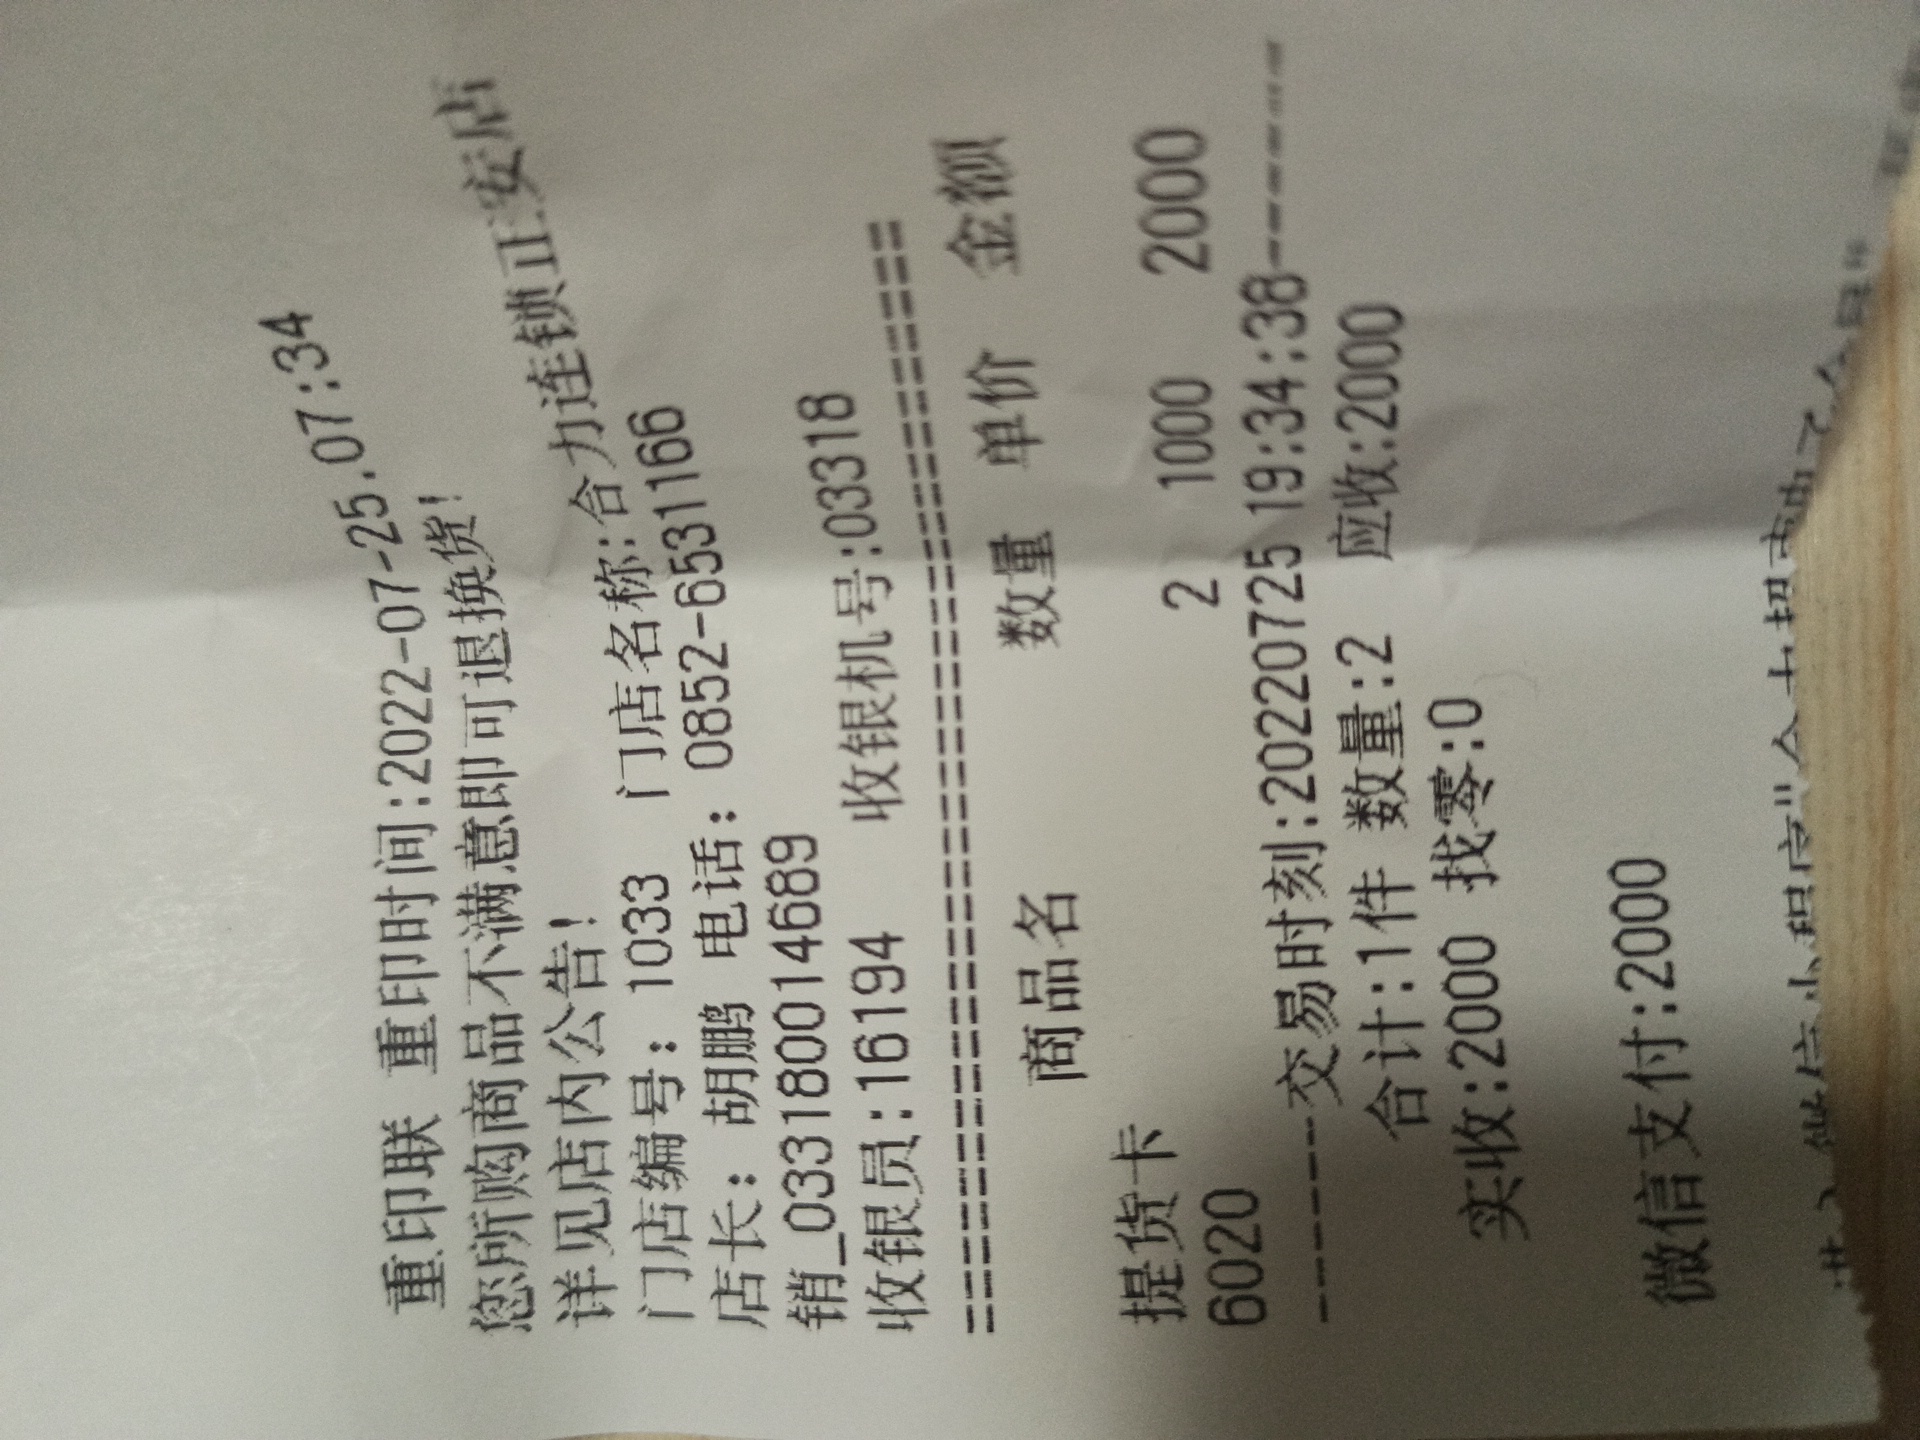 重印联 重印时间:2022-07-25.07:34
您所购商品不满意即可退换货!
详见店内公告!
门店编号: 1033 门店名称:合力连锁正安店
店长: 胡鹏 电话: 0852-6531166
销_033180014689
收银员:16194 收银机号:03318
========================================
商品名 数量 单价 金额
提货卡
6020 2 1000 2000
--------交易时刻:20220725 19:34:38--------
合计:1件 数量:2 应收:2000
实收:2000 找零:0
微信支付:2000